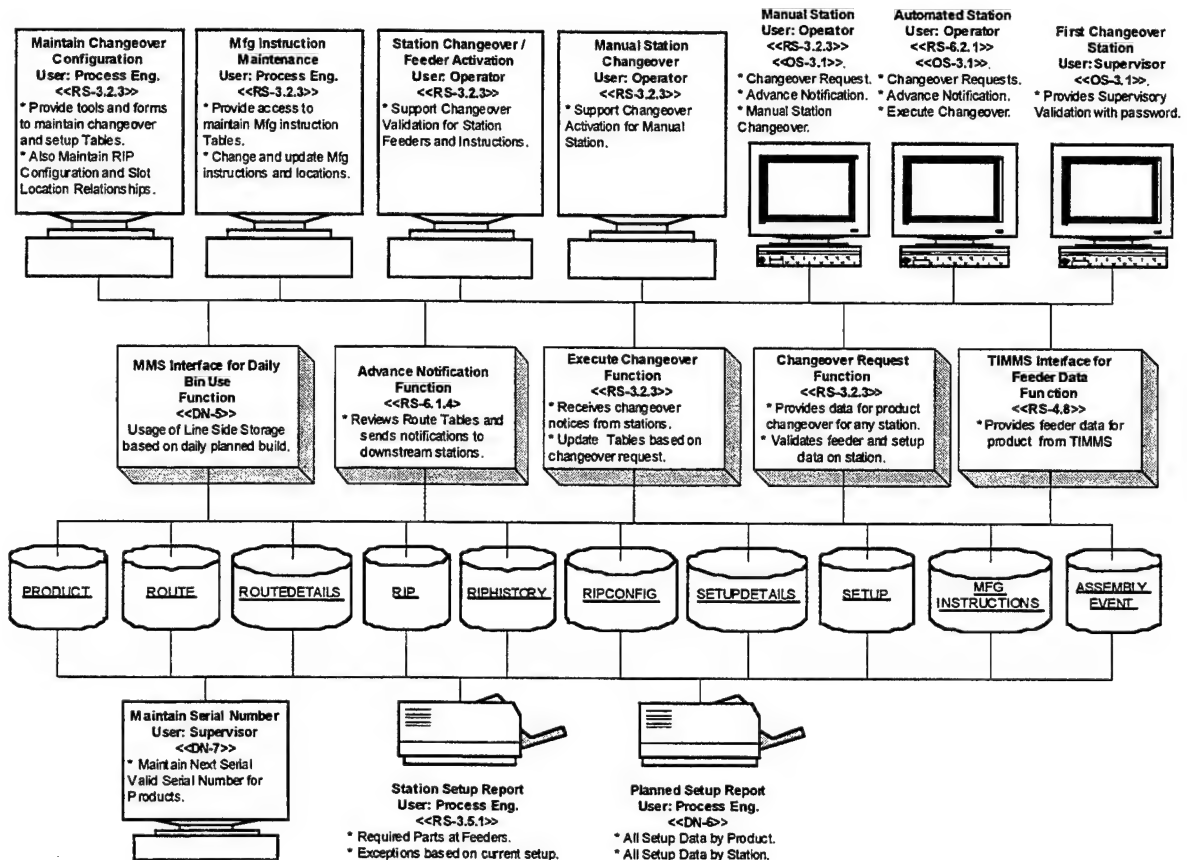 Maintain Changeover
Configuration
User: Process Eng.
<<RS-3.2.3>>
* Provide tools and forms
to maintain changeover
and setup Tables.
* Also Maintain RIP
Configuration and Slot
Location Relationships.
Mfg Instruction
Maintenance
User: Process Eng.
<<RS-3.2.3>>
* Provide access to
maintain Mfg instruction
Tables.
* Change and update Mfg
instructions and locations.
Station Changeover /
Feeder Activation
User: Operator
<<RS-3.2.3>>
* Support Changeover
Validation for Station
Feeders and Instructions.
Manual Station
Changeover
User: Operator
<<RS-3.2.3>>
* Support Changeover
Activation for Manual
Station.
Manual Station
User: Operator
<<RS-3.2.3>>
<<OS-3.1>>.
* Changeover Request.
* Advance Notification.
* Manual Station
Changeover.
Automated Station
User: Operator
<<RS-6.2.1>>
<<OS-3.1>>.
* Changeover Requests.
* Advance Notification.
* Execute Changeover.
First Changeover
Station
User: Supervisor
<<OS-3.1>>.
* Provides Supervisory
Validation with password.
MMS Interface for Daily
Bin Use
Function
<<DN-5>>
Usage of Line Side Storage
based on daily planned build.
Advance Notification
Function
<<RS-6.1.4>
* Reviews Route Tables and
sends notifications to
downstream stations.
Execute Changeover
Function
<<RS-3.2.3>>
* Receives changeover
notices from stations.
* Update Tables based on
changeover request.
Changeover Request
Function
<<RS-3.2.3>>
* Provides data for product
changeover for any station.
* Validates feeder and setup
data on station.
TIMMS Interface for
Feeder Data
Function
<<RS-4.8>>
* Provides feeder data for
product from TIMMS
PRODUCT
ROUTE
ROUTEDETAILS
RIP
RIPHISTORY
RIPCONFIG
SETUPDETAILS
SETUP
MFG
INSTRUCTIONS
ASSEMBLY
EVENT
Maintain Serial Number
User: Supervisor
<<DN-7>>
* Maintain Next Serial
Valid Serial Number for
Products.
Station Setup Report
User: Process Eng.
<<RS-3.5.1>>
* Required Parts at Feeders.
* Exceptions based on current setup.
Planned Setup Report
User: Process Eng.
<<DN-6>>
* All Setup Data by Product.
* All Setup Data by Station.